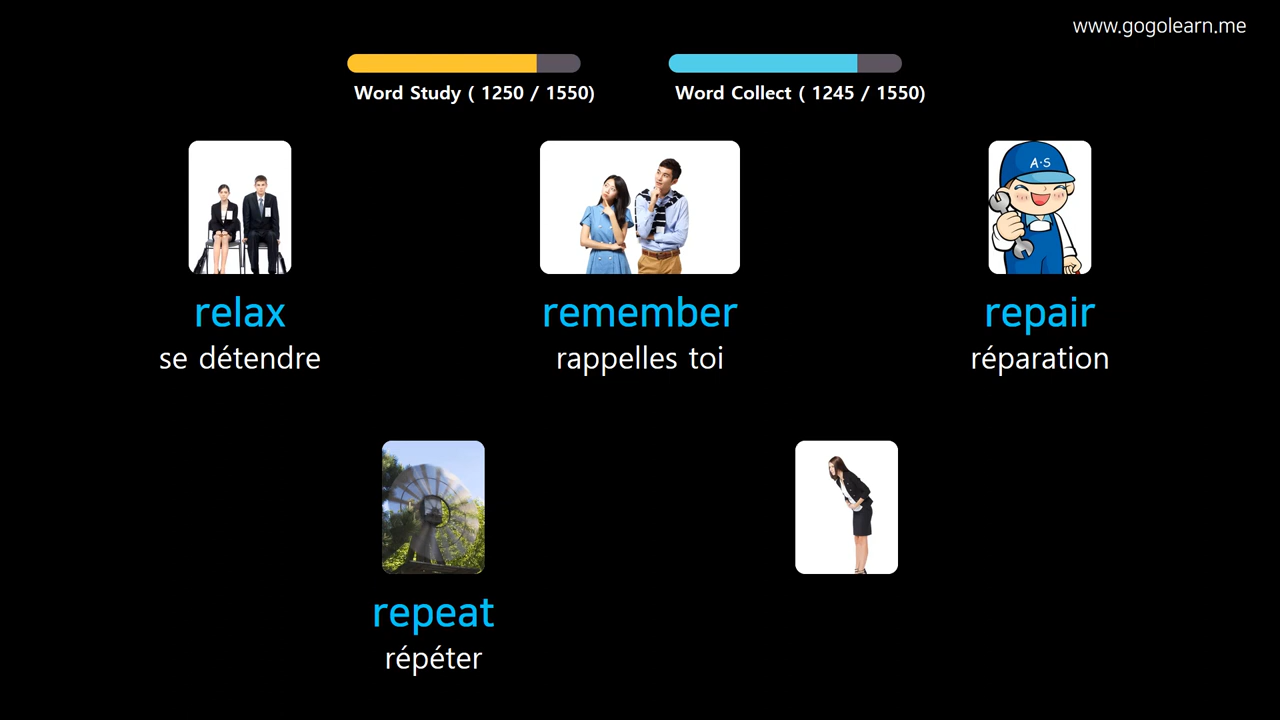 www.gogolearn.me
Word Study ( 1250 / 1550)
Word Collect ( 1245 / 1550)
A·S
relax
remember
repair
se détendre
rappelles toi
réparation
repeat
répéter